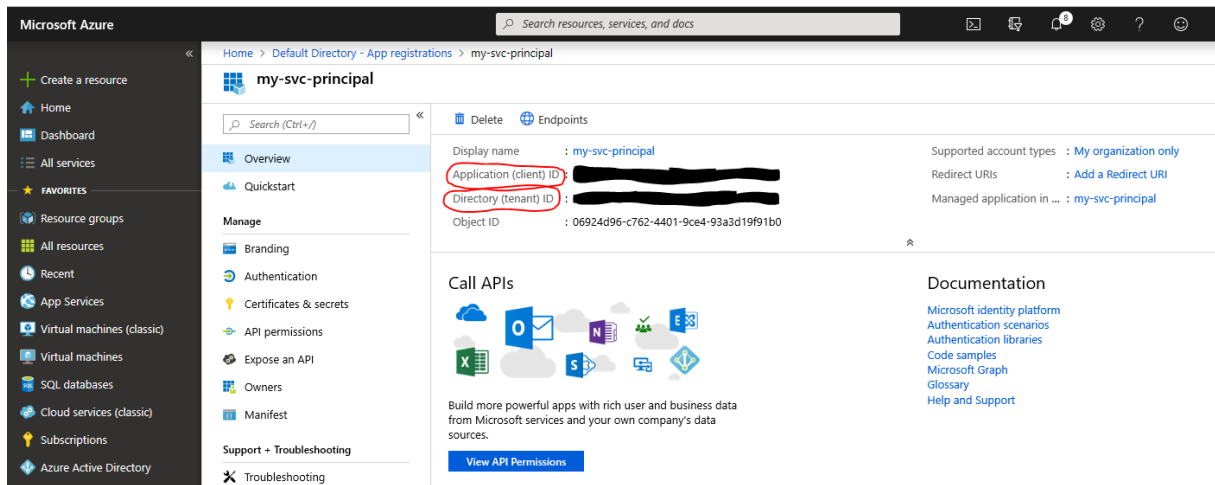 Microsoft Azure
Search resources, services, and docs
8
?
«
Create a resource
Home
Dashboard
All services
FAVORITES
Resource groups
All resources
Recent
App Services
Virtual machines (classic)
Virtual machines
SQL databases
Cloud services (classic)
Subscriptions
Azure Active Directory
Home > Default Directory - App registrations > my-svc-principal
my-svc-principal
Search (Ctrl+/)
«
Overview
Quickstart
Manage
Branding
Authentication
Certificates & secrets
API permissions
Expose an API
Owners
Manifest
Support + Troubleshooting
Troubleshooting
Delete Endpoints
Display name : my-svc-principal
Application (client) ID :
Directory (tenant) ID :
Object ID : 06924d96-c762-4401-9ce4-93a3d19f91b0
Supported account types : My organization only
Redirect URIs : Add a Redirect URI
Managed application in ... : my-svc-principal
Call APIs
O
N
E
X
S
Build more powerful apps with rich user and business data
from Microsoft services and your own company's data
sources.
View API Permissions
Documentation
Microsoft identity platform
Authentication scenarios
Authentication libraries
Code samples
Microsoft Graph
Glossary
Help and Support